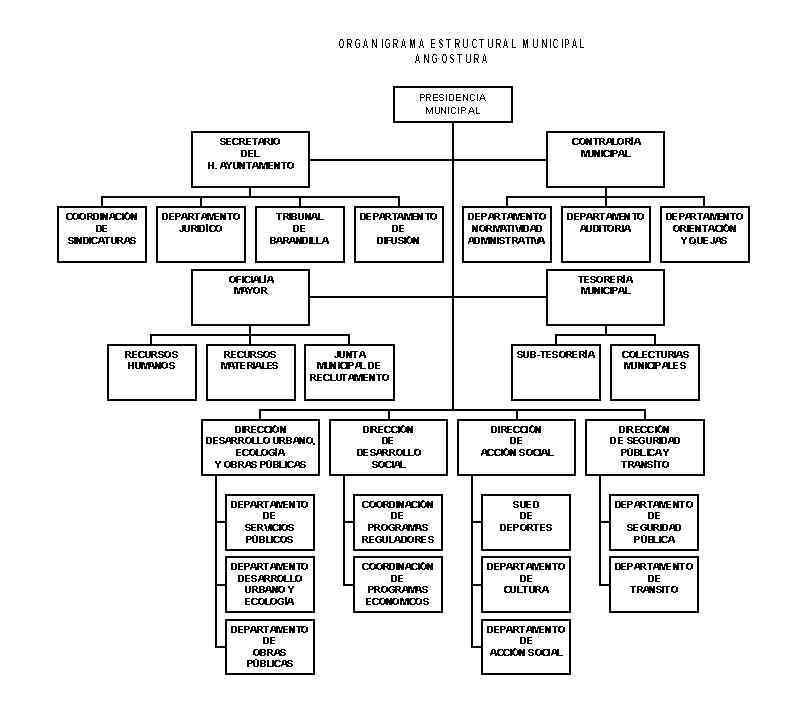 ORGANIGRAMA ESTRUCTURAL MUNICIPAL
ANGOSTURA
PRESIDENCIA
MUNICIPAL
SECRETARIO
DEL
H. AYUNTAMIENTO
CONTRALORÍA
MUNICIPAL
COORDINACIÓN
DE
SINDICATURAS
DEPARTAMENTO
JURIDÍCO
TRIBUNAL
DE
BARANDILLA
DEPARTAMENTO
DE
DIFUSIÓN
DEPARTAMENTO
NORMATIVIDAD
ADMINISTRATIVA
DEPARTAMENTO
AUDITORIA
DEPARTAMENTO
ORIENTACIÓN
Y QUEJAS
OFICIALÍA
MAYOR
TESORERÍA
MUNICIPAL
RECURSOS
HUMANOS
RECURSOS
MATERIALES
JUNTA
MUNICIPAL DE
RECLUTAMIENTO
SUB-TESORERÍA
COLECTURIAS
MUNICIPALES
DIRECCIÓN
DESARROLLO URBANO,
ECOLOGÍA
Y OBRAS PÚBLICAS
DIRECCIÓN
DE
DESARROLLO
SOCIAL
DIRECCIÓN
DE
ACCIÓN SOCIAL
DIRECCIÓN
DE SEGURIDAD
PÚBLICA Y
TRANSÍTO
DEPARTAMENTO
DE
SERVICIOS
PÚBLICOS
COORDINACIÓN
DE
PROGRAMAS
REGULADORES
SUED
DE
DEPORTES
DEPARTAMENTO
DE
SEGURIDAD
PÚBLICA
DEPARTAMENTO
DESARROLLO
URBANO Y
ECOLOGÍA
COORDINACIÓN
DE
PROGRAMAS
ECONOMICOS
DEPARTAMENTO
DE
CULTURA
DEPARTAMENTO
DE
TRANSITO
DEPARTAMENTO
DE
OBRAS
PÚBLICAS
DEPARTAMENTO
DE
ACCIÓN SOCIAL